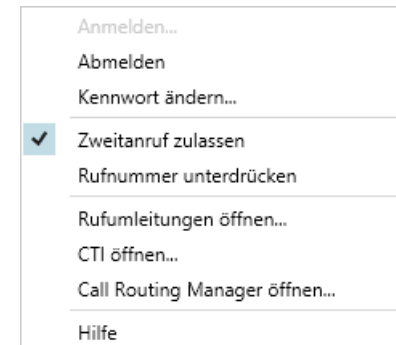 Anmelden...
Abmelden
Kennwort ändern...
Zweitanruf zulassen
Rufnummer unterdrücken
Rufumleitungen öffnen...
CTI öffnen...
Call Routing Manager öffnen...
Hilfe